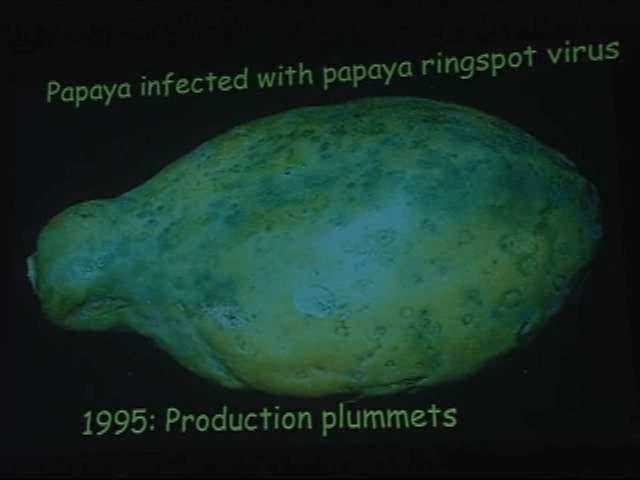 Papaya infected with papaya ringspot virus
1995: Production plummets